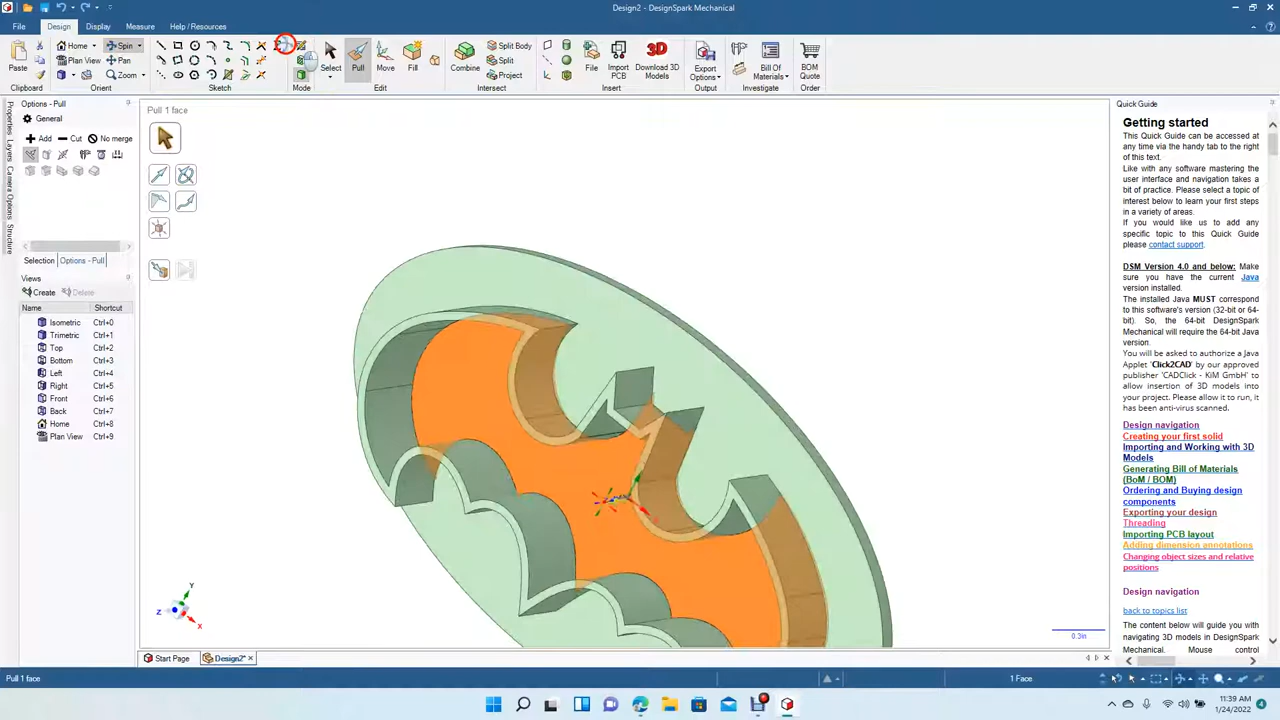 Design2 - DesignSpark Mechanical
File
Design
Display
Measure
Help / Resources
Paste
Home
Spin
Plan View
Pan
Zoom
Select
Pull
Move
Fill
Combine
Split Body
Split
Project
File
Import
PCB
3D
Download 3D
Models
Export
Options
Bill Of
Materials
BOM
Quote
Clipboard
Orient
Sketch
Mode
Edit
Intersect
Insert
Output
Investigate
Order
Options - Pull
General
Add
Cut
No merge
Selection
Options - Pull
Views
Create
Delete
Name
Shortcut
Isometric Ctrl+0
Trimetric Ctrl+1
Top Ctrl+2
Bottom Ctrl+3
Left Ctrl+4
Right Ctrl+5
Front Ctrl+6
Back Ctrl+7
Home Ctrl+8
Plan View Ctrl+9
Properties
Layers
Camera Options
Structure
Pull 1 face
Y
Z
X
0.3in
Start Page
Design2*
Quick Guide
Getting started
This Quick Guide can be accessed at
any time via the handy tab to the right
of this text.
Like with any software mastering the
user interface and navigation takes a
bit of practice. Please select a topic of
interest below to learn your first steps
in a variety of areas.
If you would like us to add any
specific topic to this Quick Guide
please contact support.
DSM Version 4.0 and below: Make
sure you have the current Java
version installed.
The installed Java MUST correspond
to this software's version (32-bit or 64-
bit). So, the 64-bit DesignSpark
Mechanical will require the 64-bit Java
version.
You will be asked to authorize a Java
Applet 'Click2CAD' by our approved
publisher 'CADClick - KiM GmbH' to
allow insertion of 3D models into
your project. Please allow it to run, it
has been anti-virus scanned.
Design navigation
Creating your first solid
Importing and Working with 3D
Models
Generating Bill of Materials
(BoM / BOM)
Ordering and Buying design
components
Exporting your design
Threading
Importing PCB layout
Adding dimension annotations
Changing object sizes and relative
positions
Design navigation
back to topics list
The content below will guide you with
navigating 3D models in DesignSpark
Mechanical. Mouse control
Pull 1 face
1 Face
11:39 AM
1/24/2022